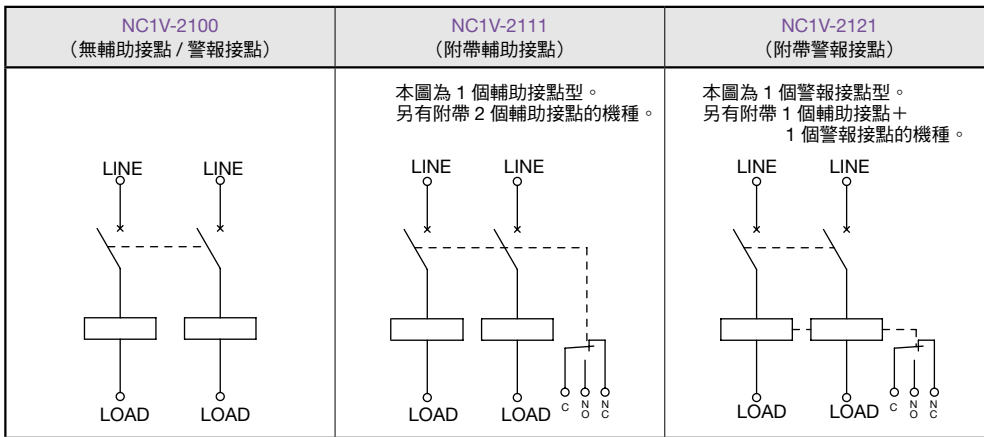 NC1V-2100
（無輔助接點 / 警報接點）
NC1V-2111
（附帶輔助接點）
NC1V-2121
（附帶警報接點）
LINE LINE
LOAD LOAD
本圖為 1 個輔助接點型。
另有附帶 2 個輔助接點的機種。
LINE LINE
LOAD LOAD C NO NC
本圖為 1 個警報接點型。
另有附帶 1 個輔助接點＋
1 個警報接點的機種。
LINE LINE
LOAD LOAD C NO NC